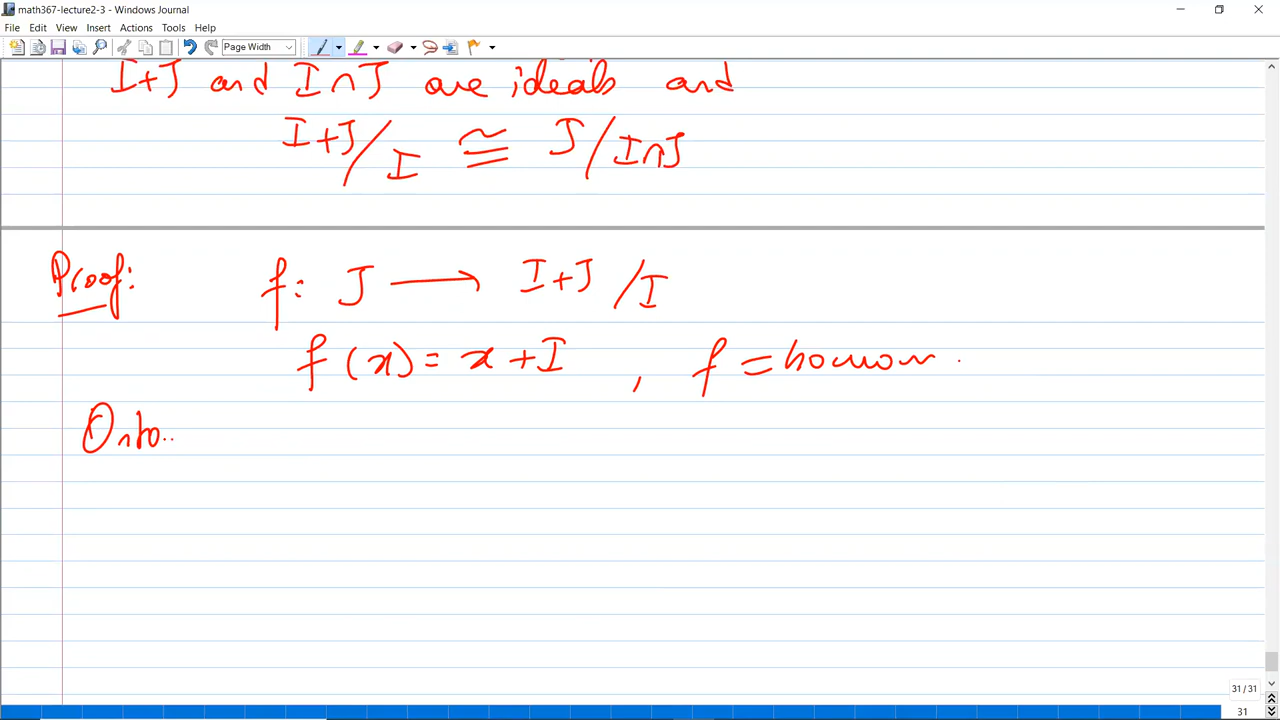 math367-lecture2-3 - Windows Journal
File Edit View Insert Actions Tools Help
Page Width
I+J and I∩J are ideals and
I+J/I ≅ J/I∩J
Proof: f: J ⟶ I+J/I
f(x) = x+I , f = homom.
Onto..
31/31
31